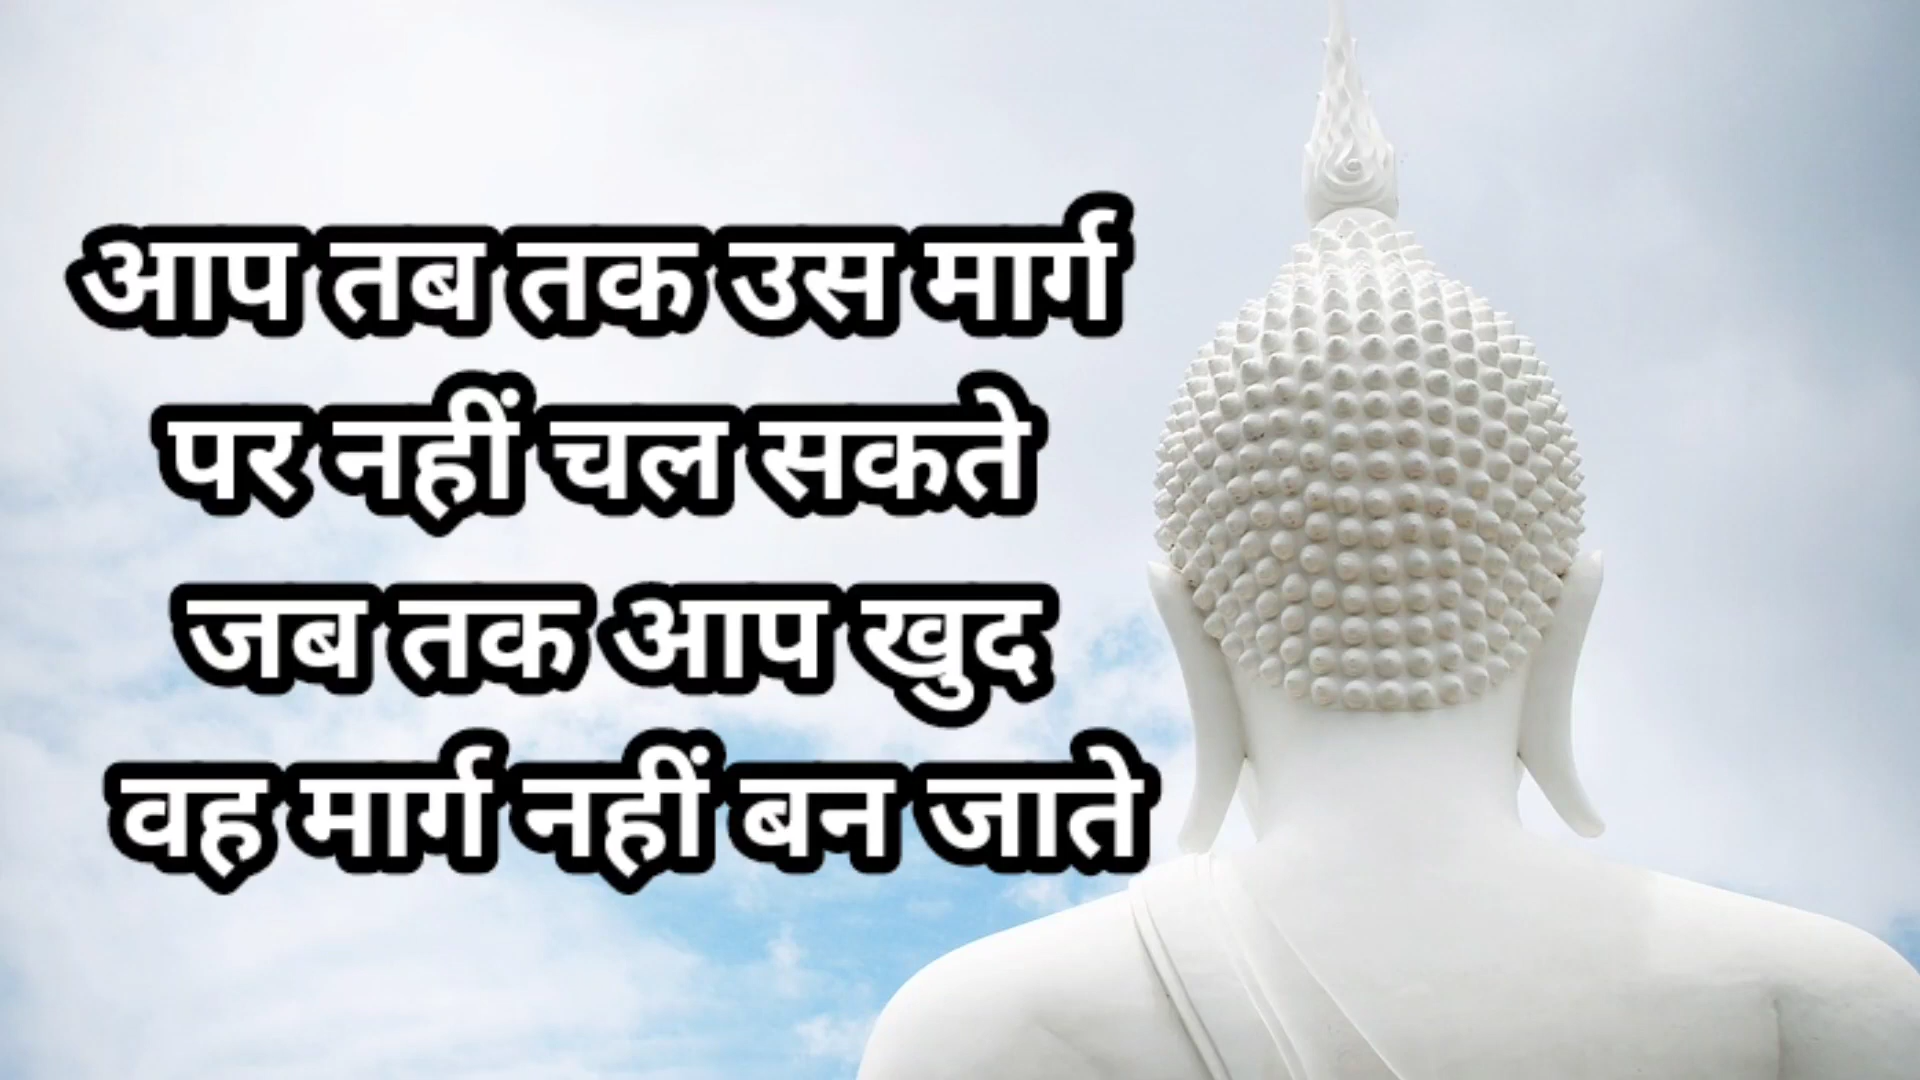 आप तब तक उस मार्ग
पर नहीं चल सकते
जब तक आप खुद
वह मार्ग नहीं बन जाते